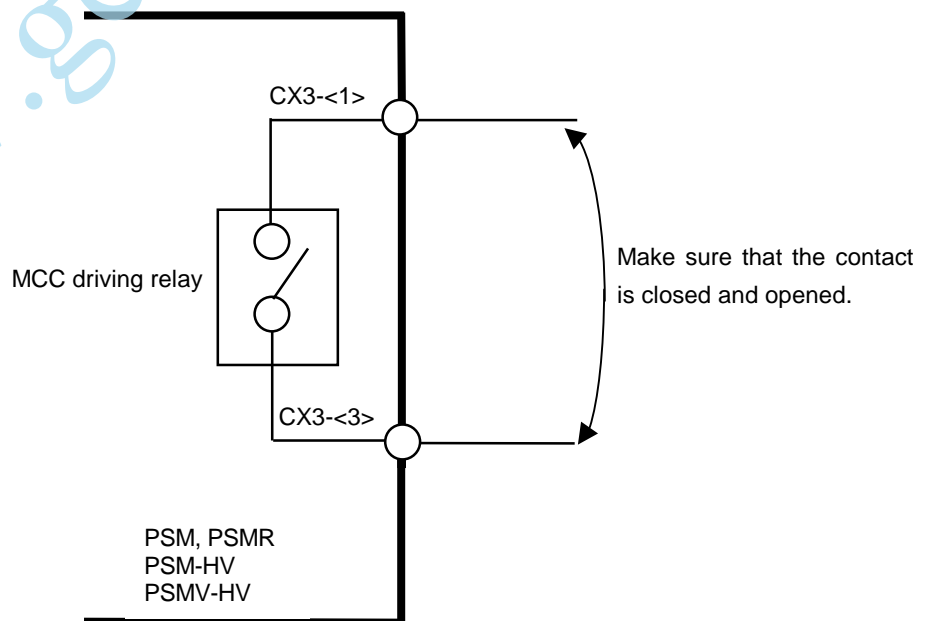 CX3-<1>
MCC driving relay
Make sure that the contact
is closed and opened.
CX3-<3>
PSM, PSMR
PSM-HV
PSMV-HV